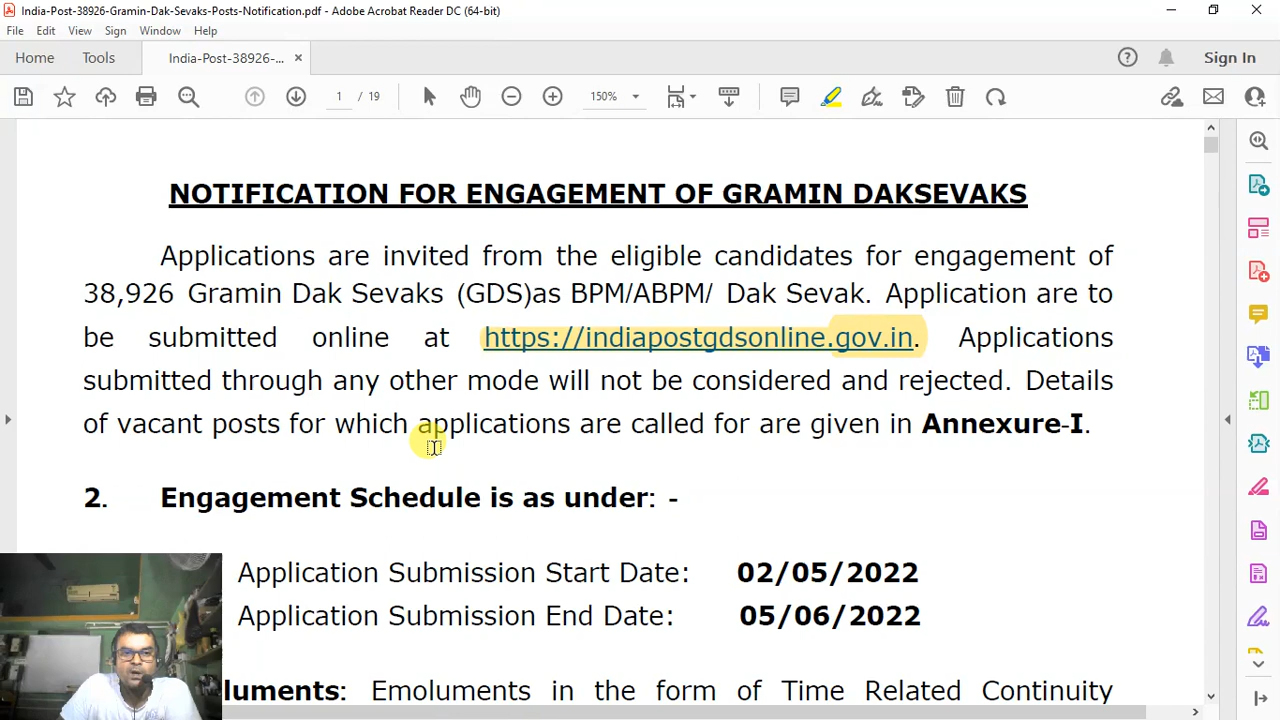 India-Post-38926-Gramin-Dak-Sevaks-Posts-Notification.pdf - Adobe Acrobat Reader DC (64-bit)
File Edit View Sign Window Help
Home Tools India-Post-38926-... × Sign In
1 / 19 150%
NOTIFICATION FOR ENGAGEMENT OF GRAMIN DAKSEVAKS
Applications are invited from the eligible candidates for engagement of
38,926 Gramin Dak Sevaks (GDS)as BPM/ABPM/ Dak Sevak. Application are to
be submitted online at https://indiapostgdsonline.gov.in. Applications
submitted through any other mode will not be considered and rejected. Details
of vacant posts for which applications are called for are given in Annexure-I.
2. Engagement Schedule is as under: -
Application Submission Start Date: 02/05/2022
Application Submission End Date: 05/06/2022
luments: Emoluments in the form of Time Related Continuity